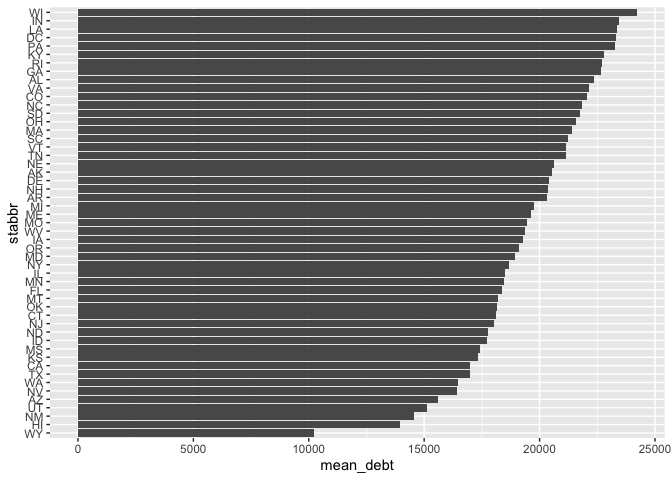 WI
IN
LA
DC
PA
KY
RI
GA
AL
VA
CO
NC
SD
OH
MA
SC
VT
TN
NE
AK
DE
NH
AR
MI
ME
MO
WV
IA
OR
MD
NY
IL
MN
FL
MT
OK
CT
NJ
ND
ID
MS
KS
CA
TX
WA
NV
AZ
UT
NM
HI
WY
stabbr
0 5000 10000 15000 20000 25000
mean_debt